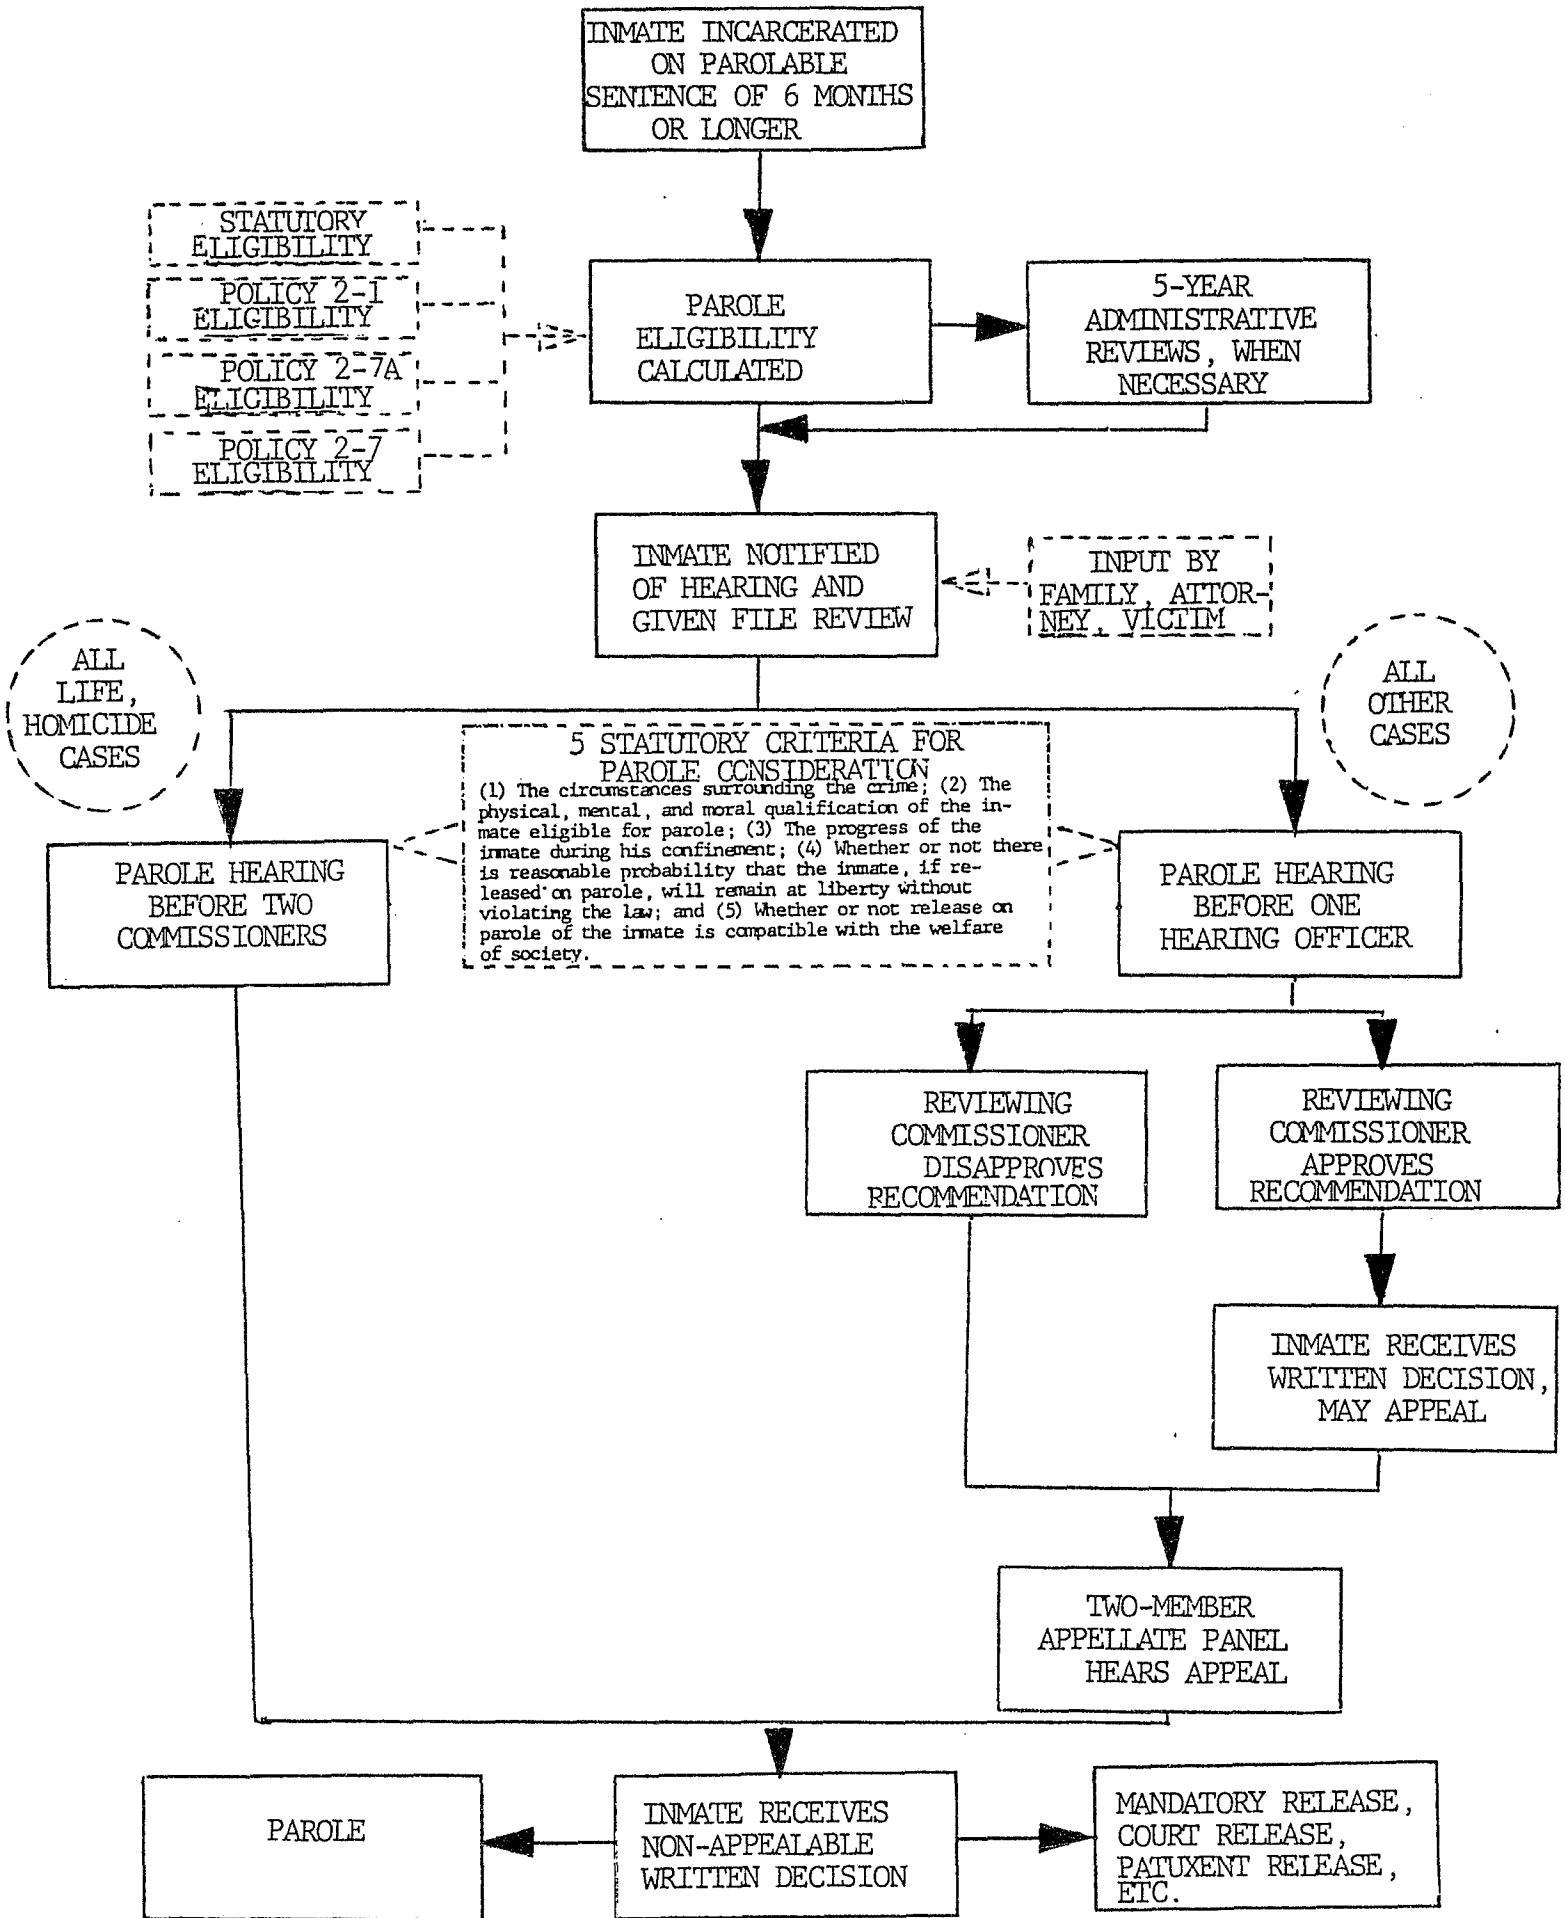 INMATE INCARCERATED
ON PAROLABLE
SENTENCE OF 6 MONTHS
OR LONGER
STATUTORY
ELIGIBILITY
POLICY 2-1
ELIGIBILITY
POLICY 2-7A
ELIGIBILITY
POLICY 2-7
ELIGIBILITY
PAROLE
ELIGIBILITY
CALCULATED
5-YEAR
ADMINISTRATIVE
REVIEWS, WHEN
NECESSARY
INMATE NOTIFIED
OF HEARING AND
GIVEN FILE REVIEW
INPUT BY
FAMILY, ATTOR-
NEY, VICTIM
ALL
LIFE,
HOMICIDE
CASES
ALL
OTHER
CASES
5 STATUTORY CRITERIA FOR
PAROLE CONSIDERATION
(1) The circumstances surrounding the crime; (2) The
physical, mental, and moral qualification of the in-
mate eligible for parole; (3) The progress of the
inmate during his confinement; (4) Whether or not there
is reasonable probability that the inmate, if re-
leased on parole, will remain at liberty without
violating the law; and (5) Whether or not release on
parole of the inmate is compatible with the welfare
of society.
PAROLE HEARING
BEFORE TWO
COMMISSIONERS
PAROLE HEARING
BEFORE ONE
HEARING OFFICER
REVIEWING
COMMISSIONER
DISAPPROVES
RECOMMENDATION
REVIEWING
COMMISSIONER
APPROVES
RECOMMENDATION
INMATE RECEIVES
WRITTEN DECISION,
MAY APPEAL
TWO-MEMBER
APPELLATE PANEL
HEARS APPEAL
PAROLE
INMATE RECEIVES
NON-APPEALABLE
WRITTEN DECISION
MANDATORY RELEASE,
COURT RELEASE,
PATUXENT RELEASE,
ETC.